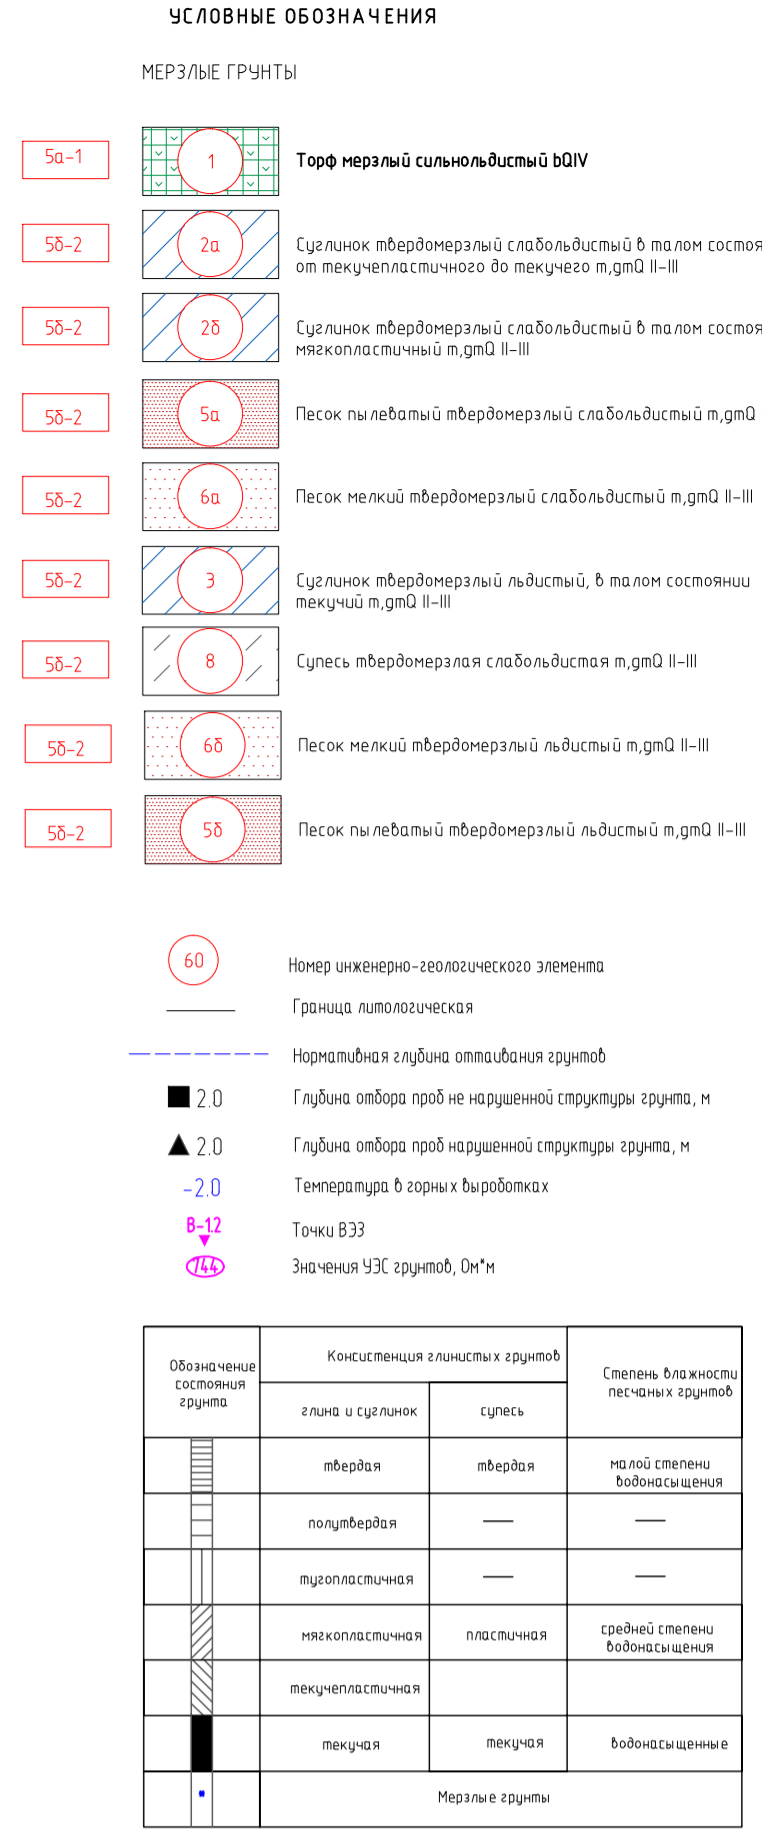 УСЛОВНЫЕ ОБОЗНАЧЕНИЯ
МЕРЗЛЫЕ ГРУНТЫ
5а-1 1 Торф мерзлый сильнольдистый bQIV
5б-2 2а Суглинок твердомерзлый слабольдистый в талом состоя
от текучепластичного до текучего m,gmQ II-III
5б-2 2б Суглинок твердомерзлый слабольдистый в талом состоя
мягкопластичный m,gmQ II-III
5б-2 5а Песок пылеватый твердомерзлый слабольдистый m,gmQ
5б-2 6а Песок мелкий твердомерзлый слабольдистый m,gmQ II-III
5б-2 3 Суглинок твердомерзлый льдистый, в талом состоянии
текучий m,gmQ II-III
5б-2 8 Супесь твердомерзлая слабольдистая m,gmQ II-III
5б-2 6б Песок мелкий твердомерзлый льдистый m,gmQ II-III
5б-2 5б Песок пылеватый твердомерзлый льдистый m,gmQ II-III
60 Номер инженерно-геологического элемента
Граница литологическая
Нормативная глубина оттаивания грунтов
2.0 Глубина отбора проб не нарушенной структуры грунта, м
2.0 Глубина отбора проб нарушенной структуры грунта, м
-2.0 Температура в горных выроботках
В-1.2 Точки ВЭЗ
744 Значения УЭС грунтов, Ом*м
Обозначение
состояния
грунта
Консистенция глинистых грунтов
глина и суглинок супесь
Степень влажности
песчаных грунтов
твердая твердая малой степени
водонасыщения
полутвердая — —
тугопластичная — —
мягкопластичная пластичная средней степени
водонасыщения
текучепластичная
текучая текучая водонасыщенные
Мерзлые грунты